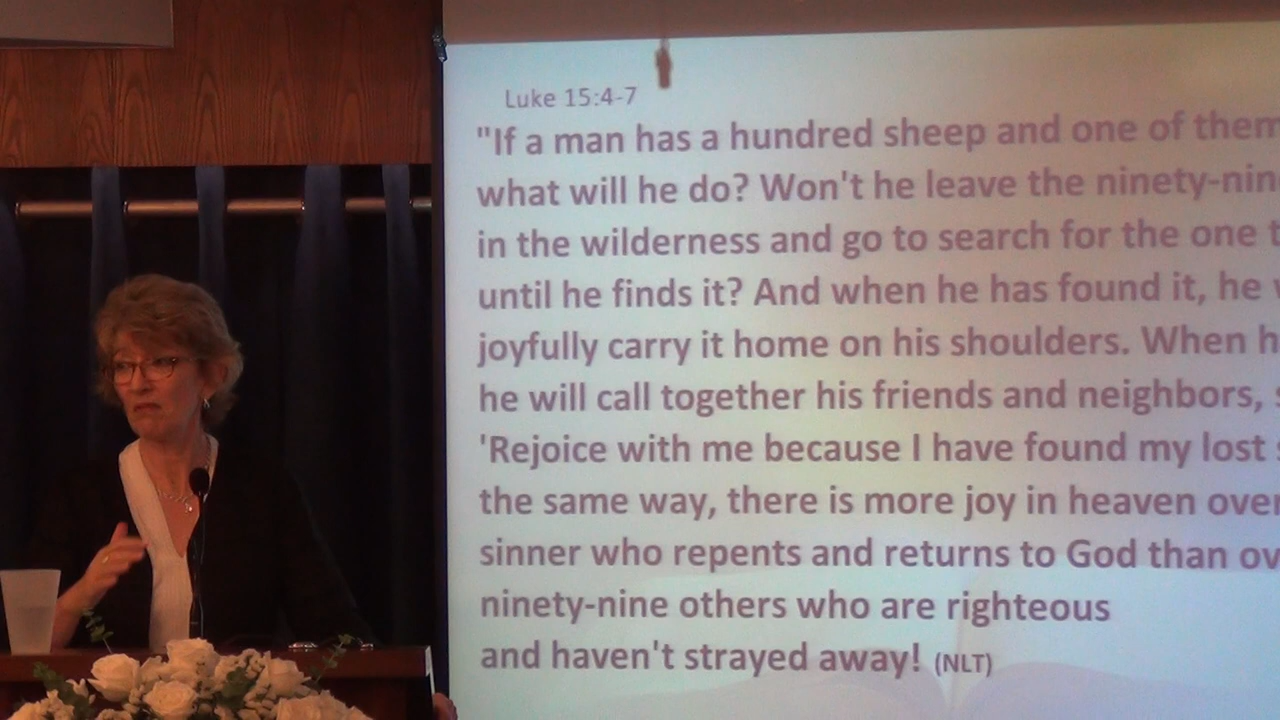 Luke 15:4-7
"If a man has a hundred sheep and one of them
what will he do? Won't he leave the ninety-nin
in the wilderness and go to search for the one t
until he finds it? And when he has found it, he w
joyfully carry it home on his shoulders. When h
he will call together his friends and neighbors, s
'Rejoice with me because I have found my lost s
the same way, there is more joy in heaven over
sinner who repents and returns to God than ov
ninety-nine others who are righteous
and haven't strayed away! (NLT)